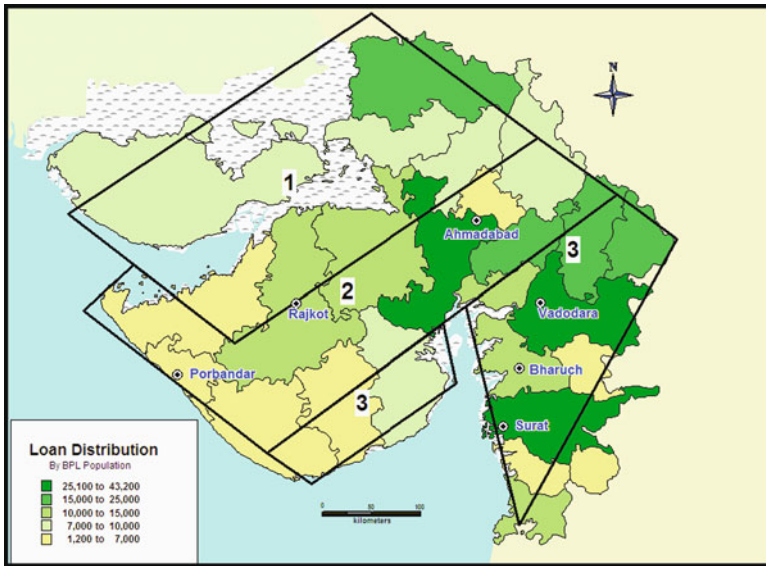 N
1
Ahmadabad
3
2
Rajkot
Vadodara
Porbandar
Bharuch
3
Surat
Loan Distribution
By BPL Population
25,100 to 43,200
15,000 to 25,000
10,000 to 15,000
7,000 to 10,000
1,200 to 7,000
0 50 100
kilometers